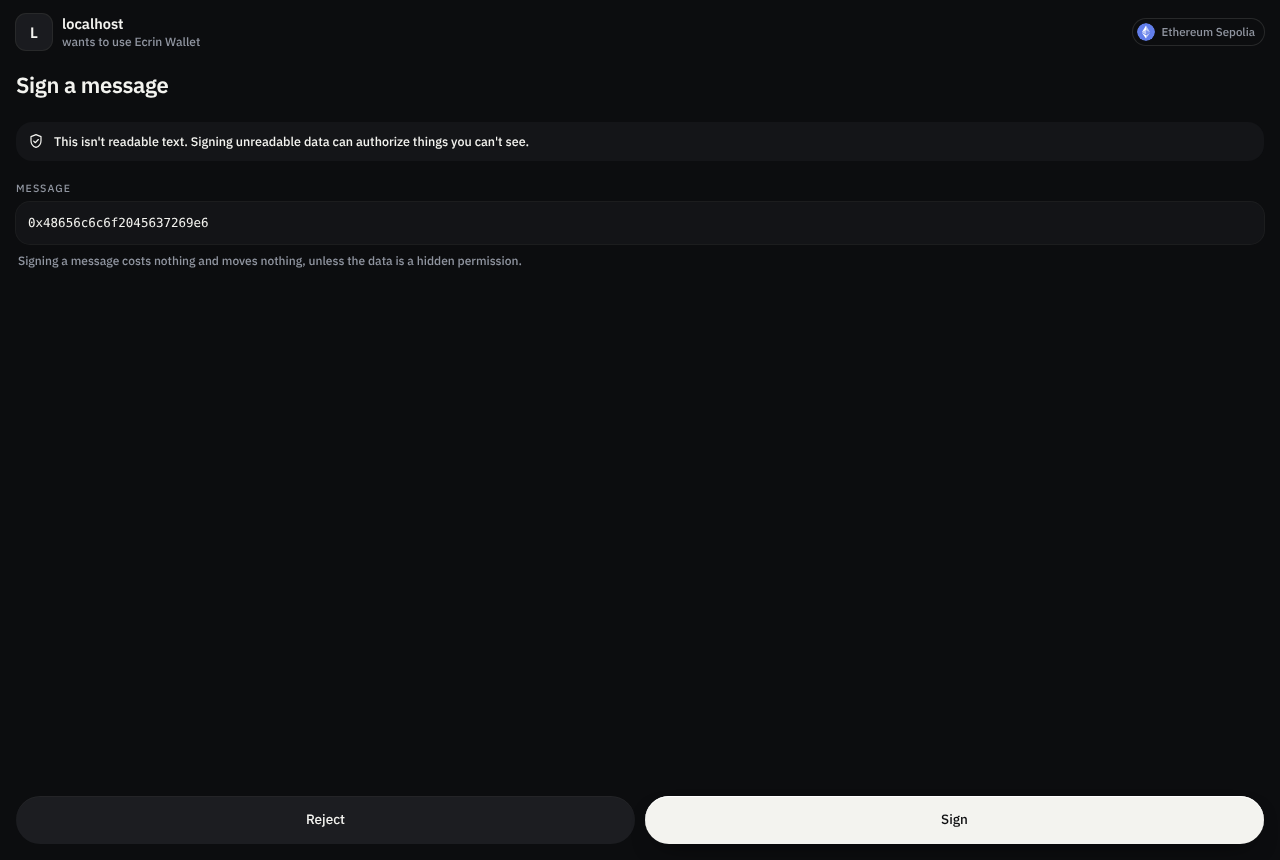 L
localhost
wants to use Ecrin Wallet
Ethereum Sepolia
Sign a message
This isn't readable text. Signing unreadable data can authorize things you can't see.
MESSAGE
0x48656c6c6f2045637269e6
Signing a message costs nothing and moves nothing, unless the data is a hidden permission.
Reject
Sign